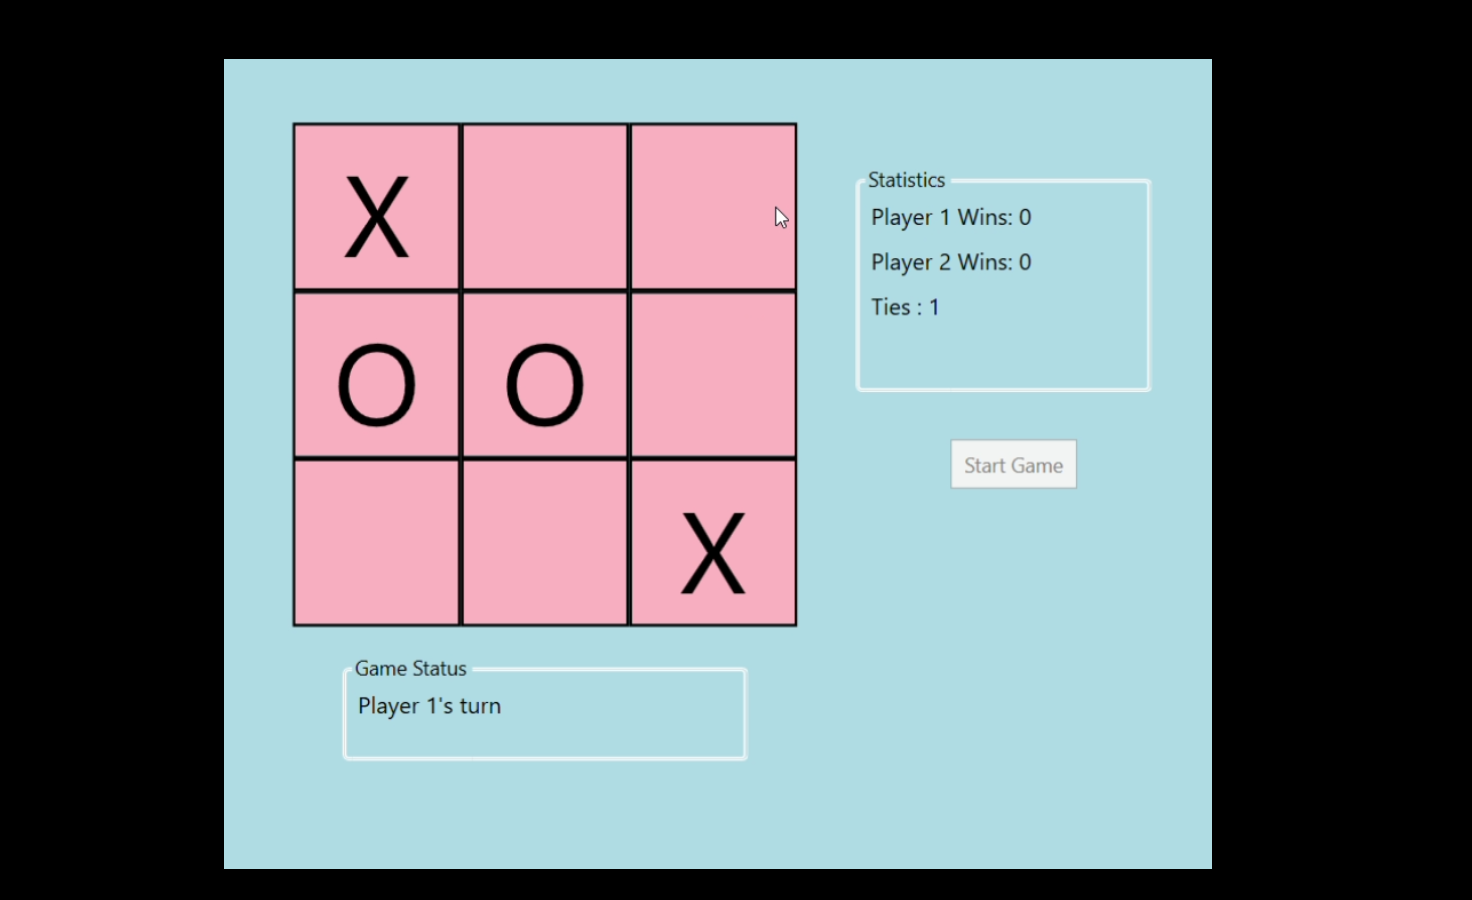 X
O O
X
Statistics
Player 1 Wins: 0
Player 2 Wins: 0
Ties : 1
Start Game
Game Status
Player 1's turn